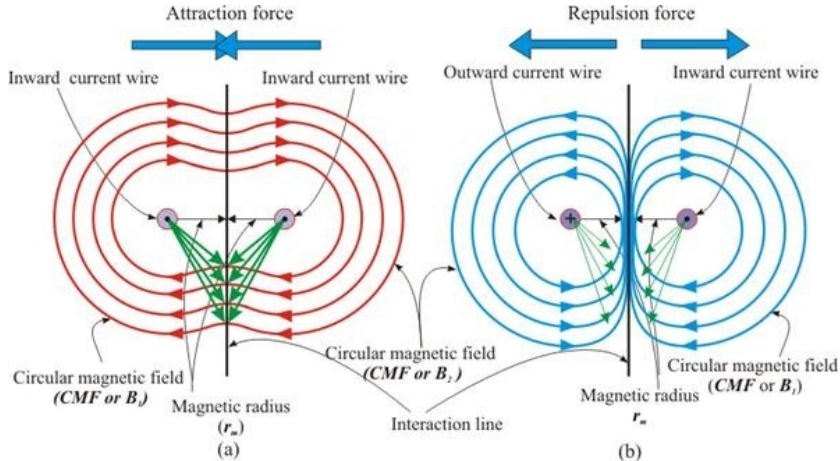 Attraction force
Inward current wire
Inward current wire
Circular magnetic field
(CMF or B₁)
Magnetic radius
(rₘ)
(a)
Circular magnetic field
(CMF or B₂ )
Interaction line
Repulsion force
Outward current wire
Inward current wire
+
Circular magnetic field
(CMF or B₁)
Magnetic radius
rₘ
(b)